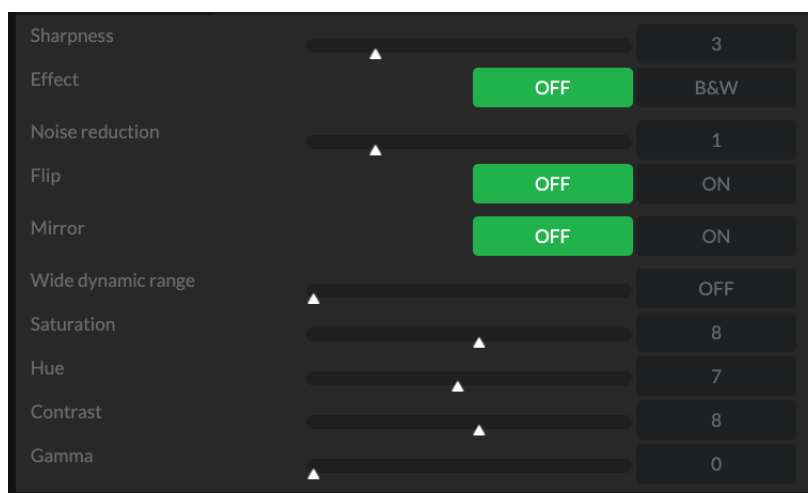 Sharpness 3
Effect OFF B&W
Noise reduction 1
Flip OFF ON
Mirror OFF ON
Wide dynamic range OFF
Saturation 8
Hue 7
Contrast 8
Gamma 0